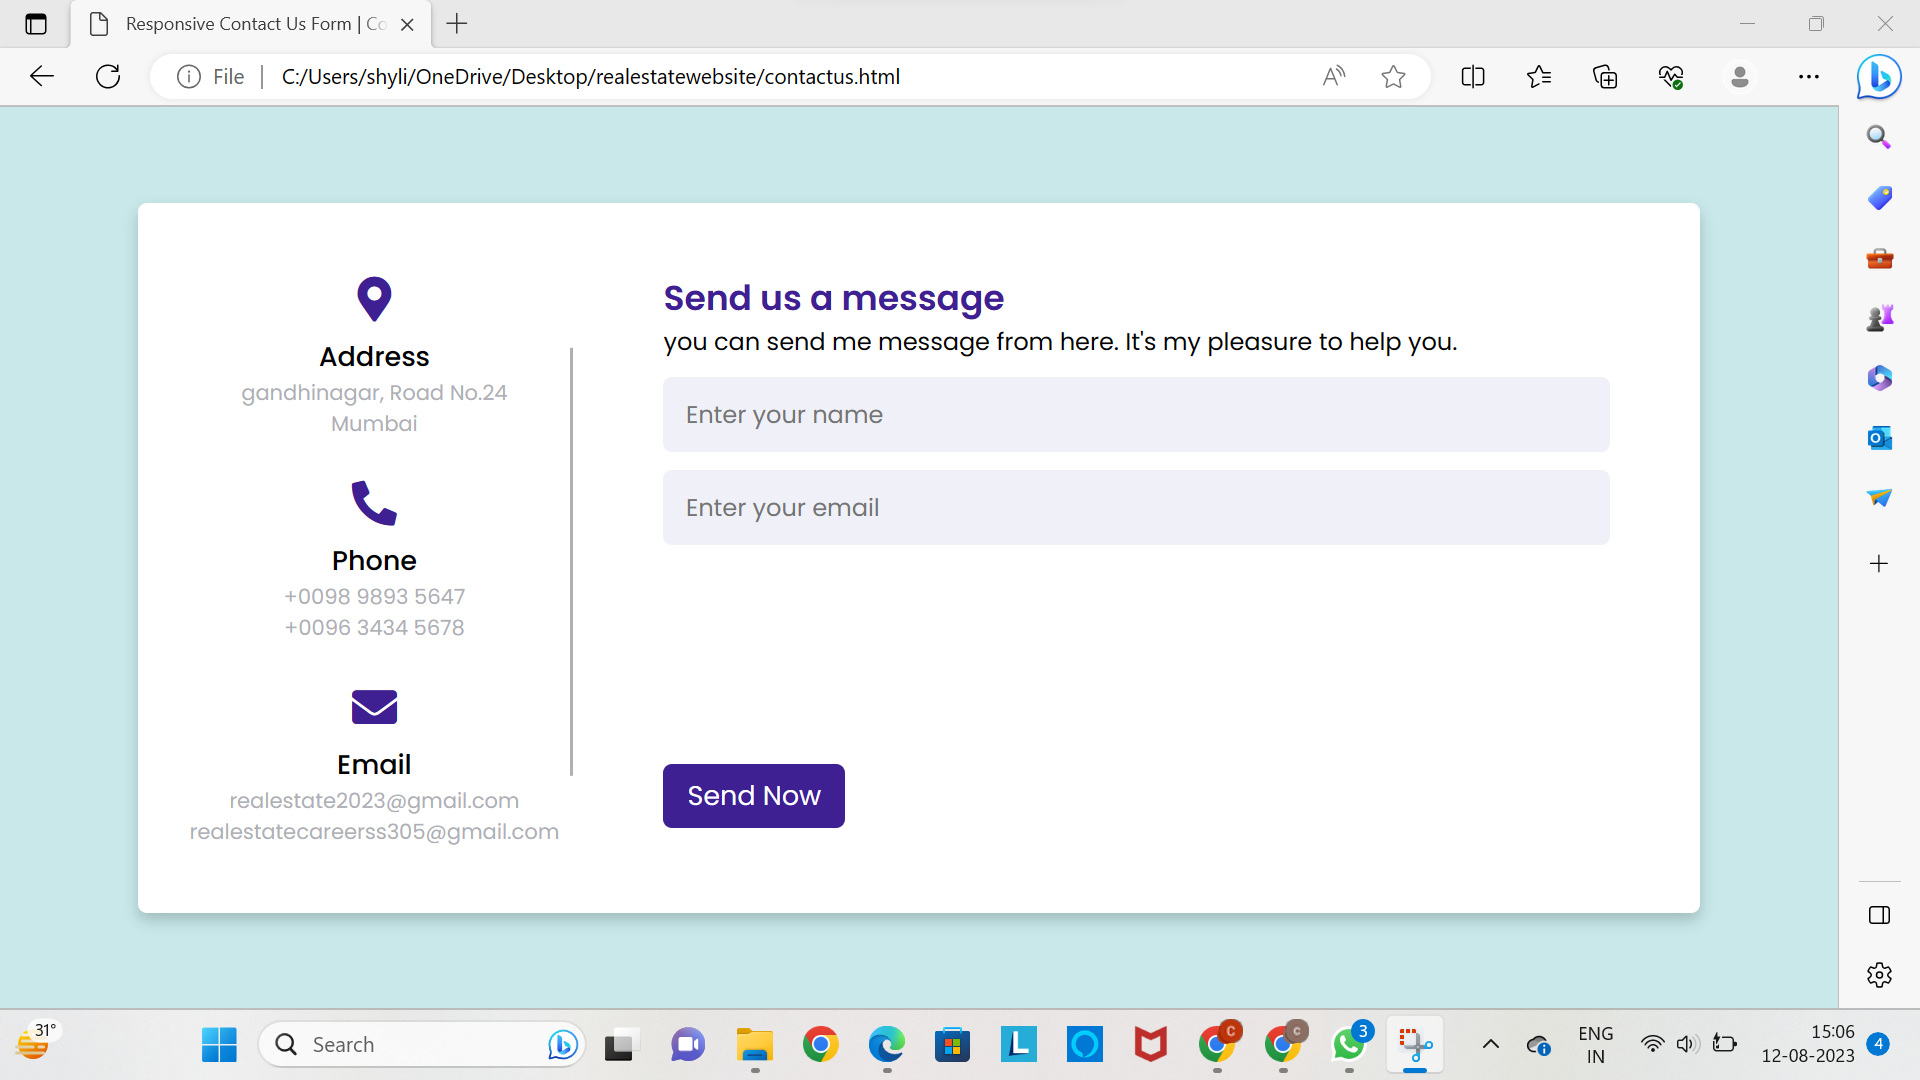 Responsive Contact Us Form | Co
File
C:/Users/shyli/OneDrive/Desktop/realestatewebsite/contactus.html
Address
gandhinagar, Road No.24
Mumbai
Phone
+0098 9893 5647
+0096 3434 5678
Email
realestate2023@gmail.com
realestatecareerss305@gmail.com
Send us a message
you can send me message from here. It's my pleasure to help you.
Enter your name
Enter your email
Send Now
31°
Search
L
C
c
3
ENG
IN
15:06
12-08-2023
4